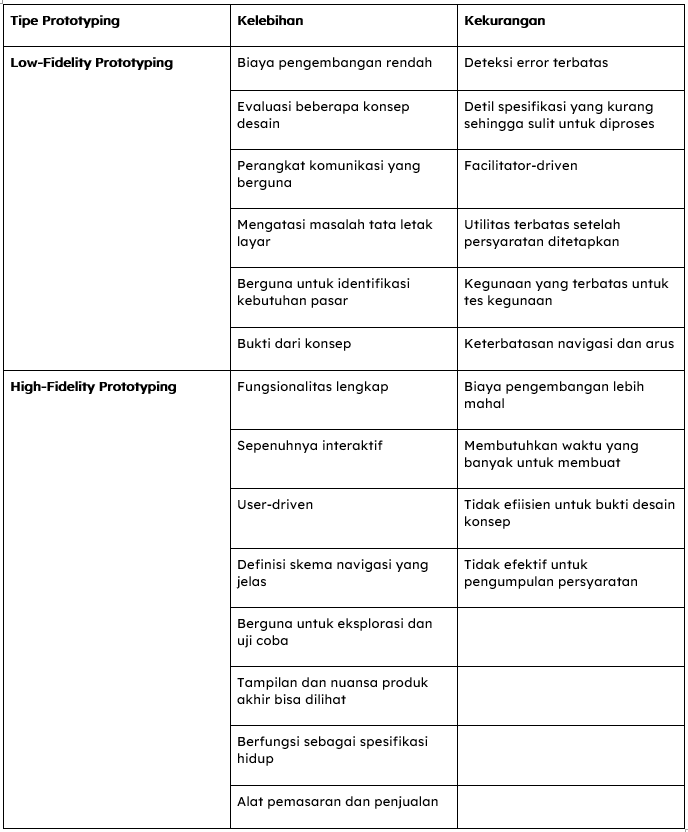 Tipe Prototyping Kelebihan Kekurangan
Low-Fidelity Prototyping Biaya pengembangan rendah Deteksi error terbatas
Evaluasi beberapa konsep Detil spesifikasi yang kurang
desain sehingga sulit untuk diproses
Perangkat komunikasi yang Facilitator-driven
berguna
Mengatasi masalah tata letak Utilitas terbatas setelah
layar persyaratan ditetapkan
Berguna untuk identifikasi Kegunaan yang terbatas untuk
kebutuhan pasar tes kegunaan
Bukti dari konsep Keterbatasan navigasi dan arus
High-Fidelity Prototyping Fungsionalitas lengkap Biaya pengembangan lebih
mahal
Sepenuhnya interaktif Membutuhkan waktu yang
banyak untuk membuat
User-driven Tidak efiisien untuk bukti desain
konsep
Definisi skema navigasi yang Tidak efektif untuk
jelas pengumpulan persyaratan
Berguna untuk eksplorasi dan
uji coba
Tampilan dan nuansa produk
akhir bisa dilihat
Berfungsi sebagai spesifikasi
hidup
Alat pemasaran dan penjualan